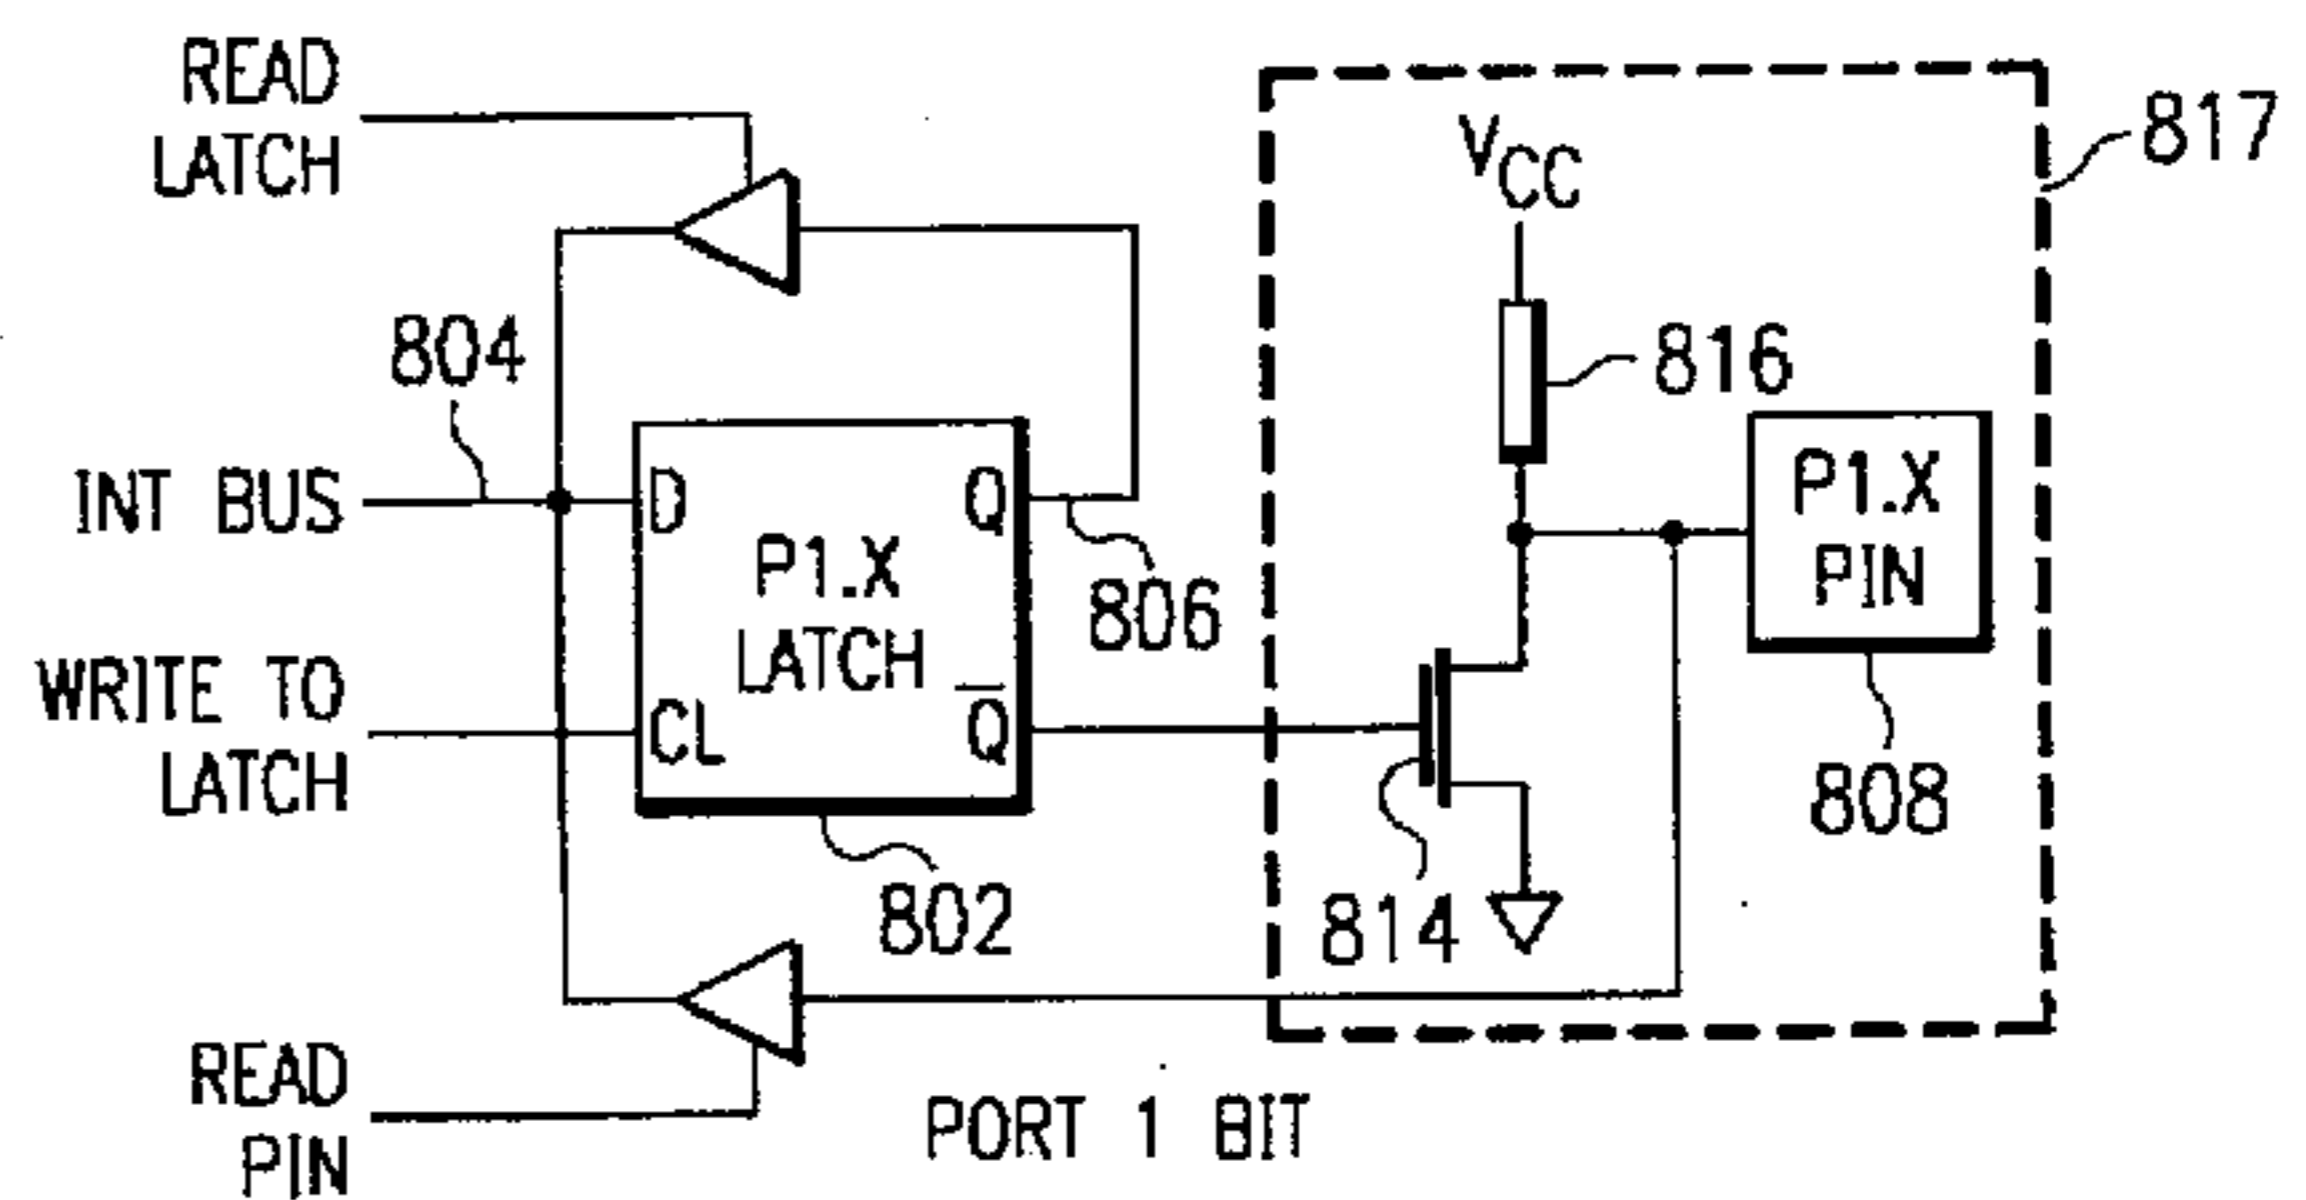 READ
LATCH
817
VCC
804
816
INT BUS
D
Q
P1.X
LATCH
P1.X
PIN
806
WRITE TO
LATCH
CL
Q̅
808
802
814
READ
PIN
PORT 1 BIT